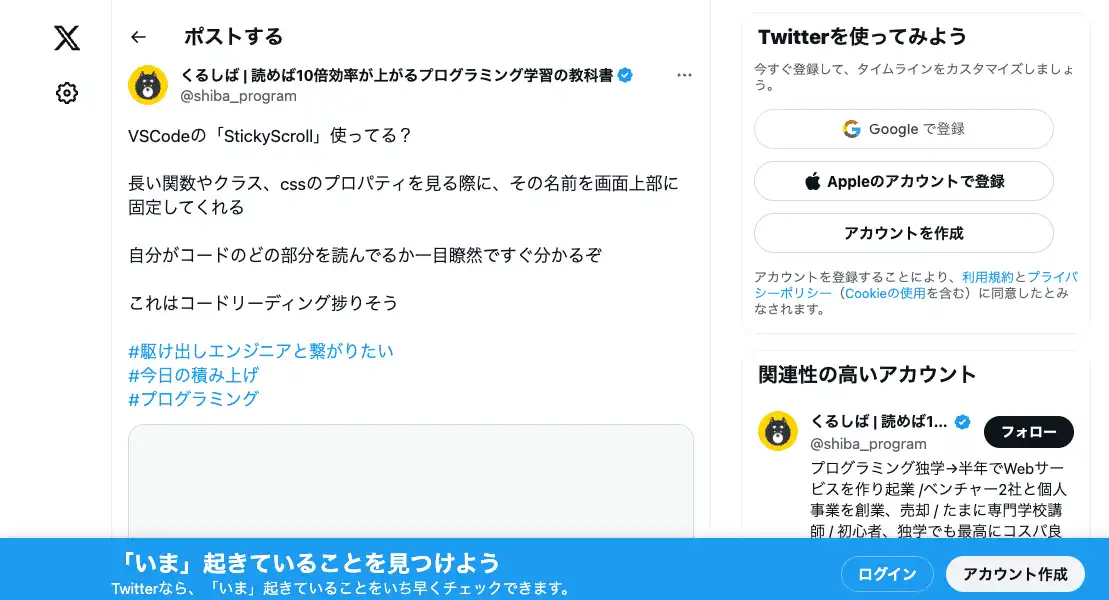 ポストする
くるしば | 読めば10倍効率が上がるプログラミング学習の教科書
@shiba_program
VSCodeの「StickyScroll」使ってる？
長い関数やクラス、cssのプロパティを見る際に、その名前を画面上部に
固定してくれる
自分がコードのどの部分を読んでるか一目瞭然ですぐ分かるぞ
これはコードリーディング捗りそう
#駆け出しエンジニアと繋がりたい
#今日の積み上げ
#プログラミング
Twitterを使ってみよう
今すぐ登録して、タイムラインをカスタマイズしましょ
う。
Google で登録
Appleのアカウントで登録
アカウントを作成
アカウントを登録することにより、利用規約とプライバ
シーポリシー（Cookieの使用を含む）に同意したとみ
なされます。
関連性の高いアカウント
くるしば | 読めば1...
@shiba_program
フォロー
プログラミング独学→半年でWebサー
ビスを作り起業 /ベンチャー2社と個人
事業を創業、売却 / たまに専門学校講
師 / 初心者、独学でも最高にコスパ良
「いま」起きていることを見つけよう
Twitterなら、「いま」起きていることをいち早くチェックできます。
ログイン
アカウント作成